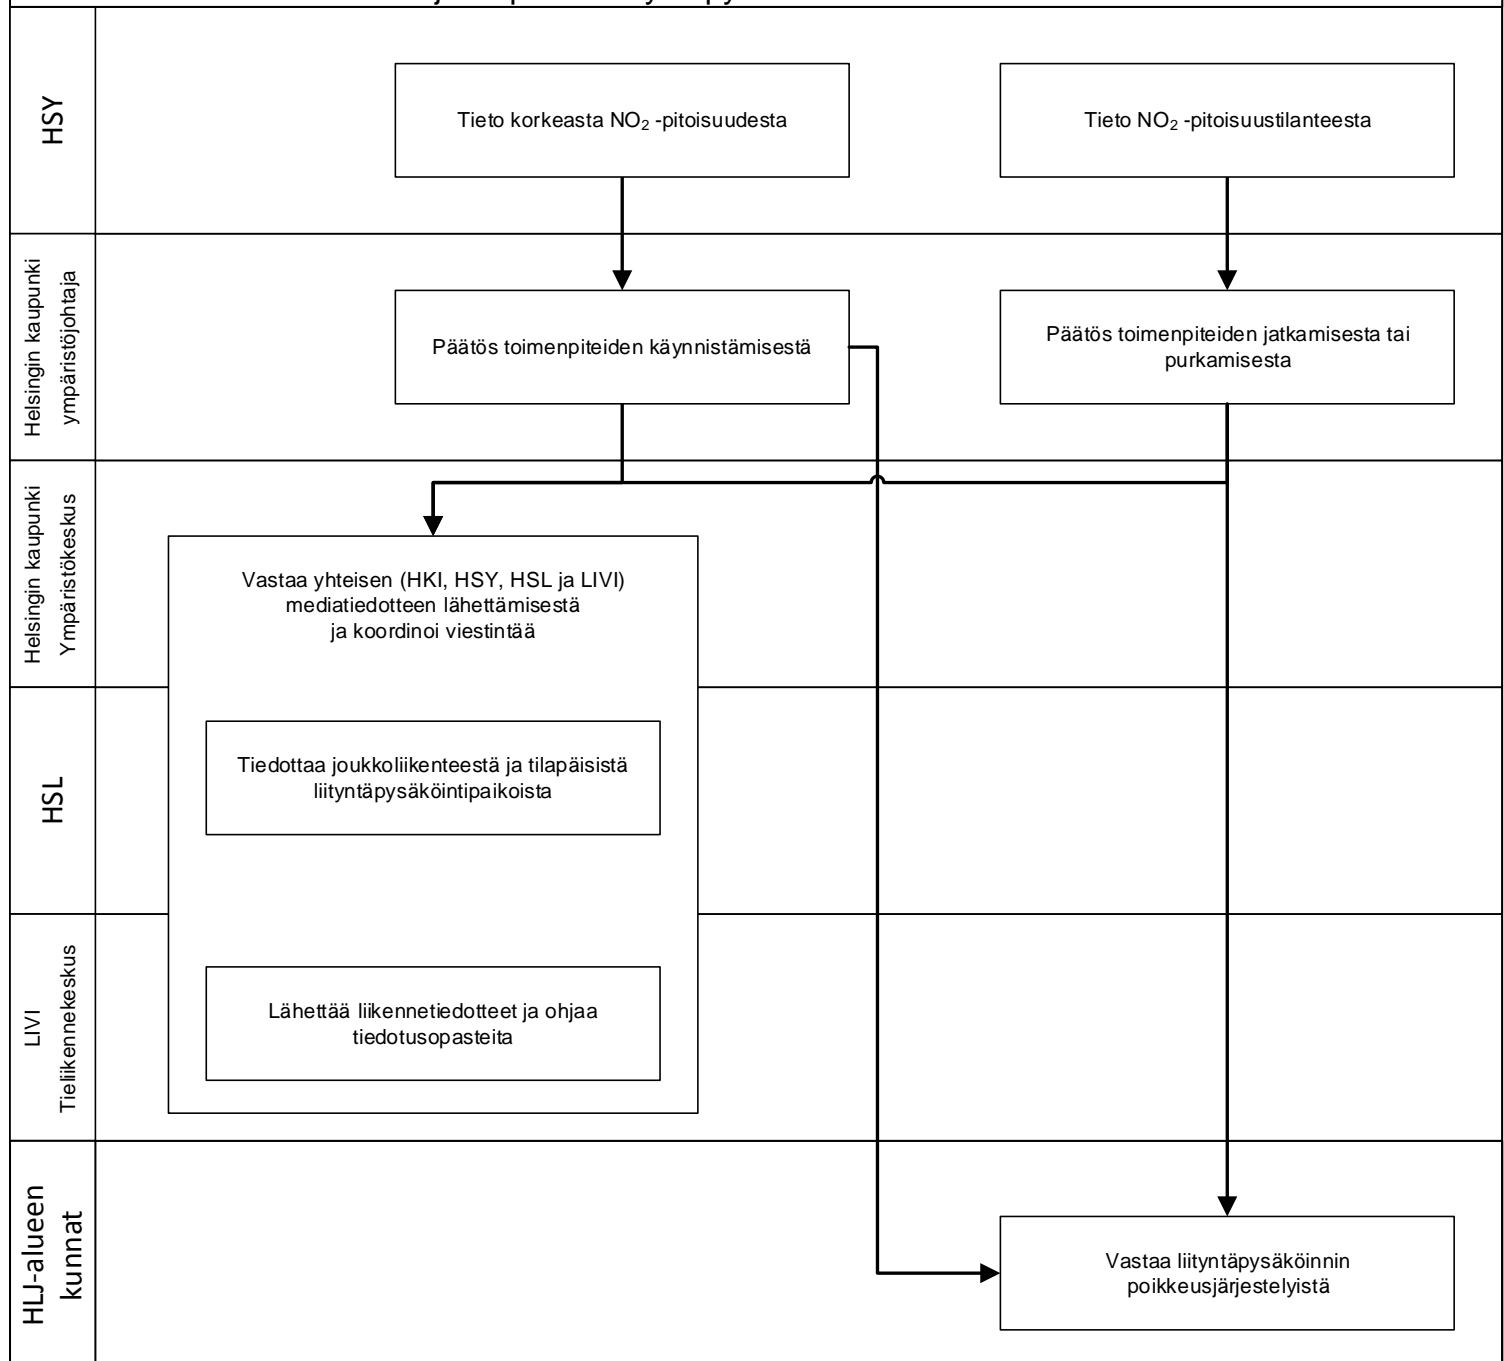 HSY
Tieto korkeasta NO₂ -pitoisuudesta
Tieto NO₂ -pitoisuustilanteesta
Helsingin kaupunki
ympäristöjohtaja
Päätös toimenpiteiden käynnistämisestä
Päätös toimenpiteiden jatkamisesta tai
purkamisesta
Helsingin kaupunki
Ympäristökeskus
Vastaa yhteisen (HKI, HSY, HSL ja LIVI)
mediatiedotteen lähettämisestä
ja koordinoi viestintää
HSL
Tiedottaa joukkoliikenteestä ja tilapäisistä
liityntäpysäköintipaikoista
LIVI
Tieliikennekeskus
Lähettää liikennetiedotteet ja ohjaa
tiedotusopasteita
HLJ-alueen
kunnat
Vastaa liityntäpysäköinnin
poikkeusjärjestelyistä